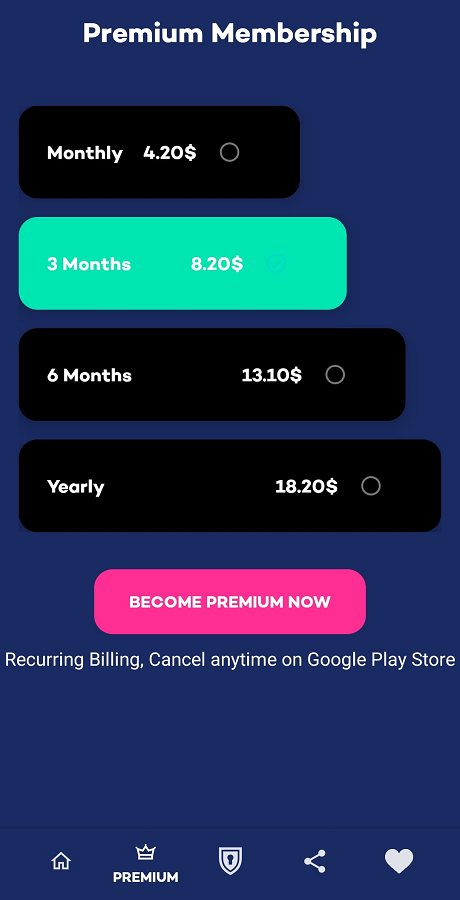 Premium Membership
Monthly 4.20$
3 Months 8.20$
6 Months 13.10$
Yearly 18.20$
BECOME PREMIUM NOW
Recurring Billing, Cancel anytime on Google Play Store
PREMIUM